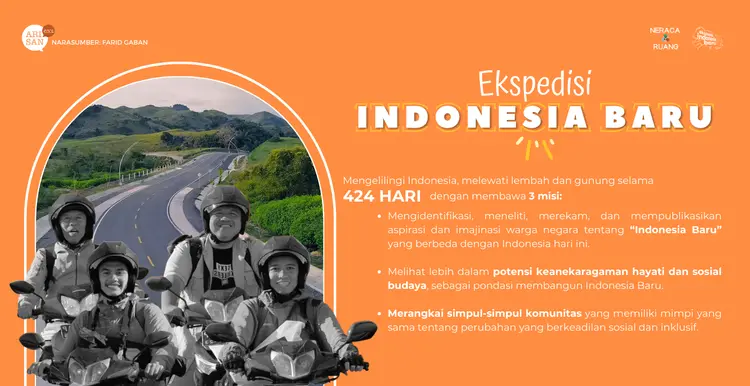 ARI
SAN
NARASUMBER: FARID GABAN
NERACA
RUANG
Ekspedisi
INDONESIA BARU
Mengelilingi Indonesia, melewati lembah dan gunung selama
424 HARI dengan membawa 3 misi:
• Mengidentifikasi, meneliti, merekam, dan mempublikasikan
aspirasi dan imajinasi warga negara tentang “Indonesia Baru”
yang berbeda dengan Indonesia hari ini.
• Melihat lebih dalam potensi keanekaragaman hayati dan sosial
budaya, sebagai pondasi membangun Indonesia Baru.
• Merangkai simpul-simpul komunitas yang memiliki mimpi yang
sama tentang perubahan yang berkeadilan sosial dan Inklusif.